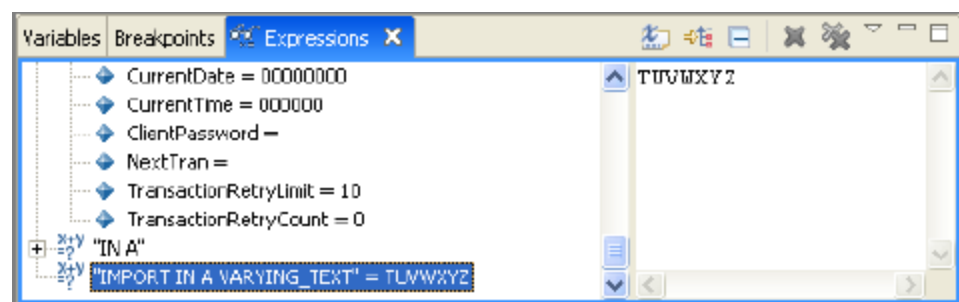 Variables Breakpoints Expressions
CurrentDate = 00000000
TUVWXYZ
CurrentTime = 000000
ClientPassword =
NextTran =
TransactionRetryLimit = 10
TransactionRetryCount = 0
"IN A"
"IMPORT IN A VARYING_TEXT" = TUVWXYZ